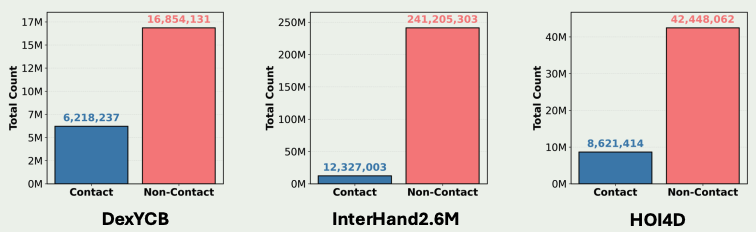 Total Count
17M
15M
12M
10M
7M
5M
2M
0M
6,218,237
16,854,131
Contact
Non-Contact
DexYCB
Total Count
250M
200M
150M
100M
50M
0M
12,327,003
241,205,303
Contact
Non-Contact
InterHand2.6M
Total Count
40M
30M
20M
10M
0M
8,621,414
42,448,062
Contact
Non-Contact
HOI4D